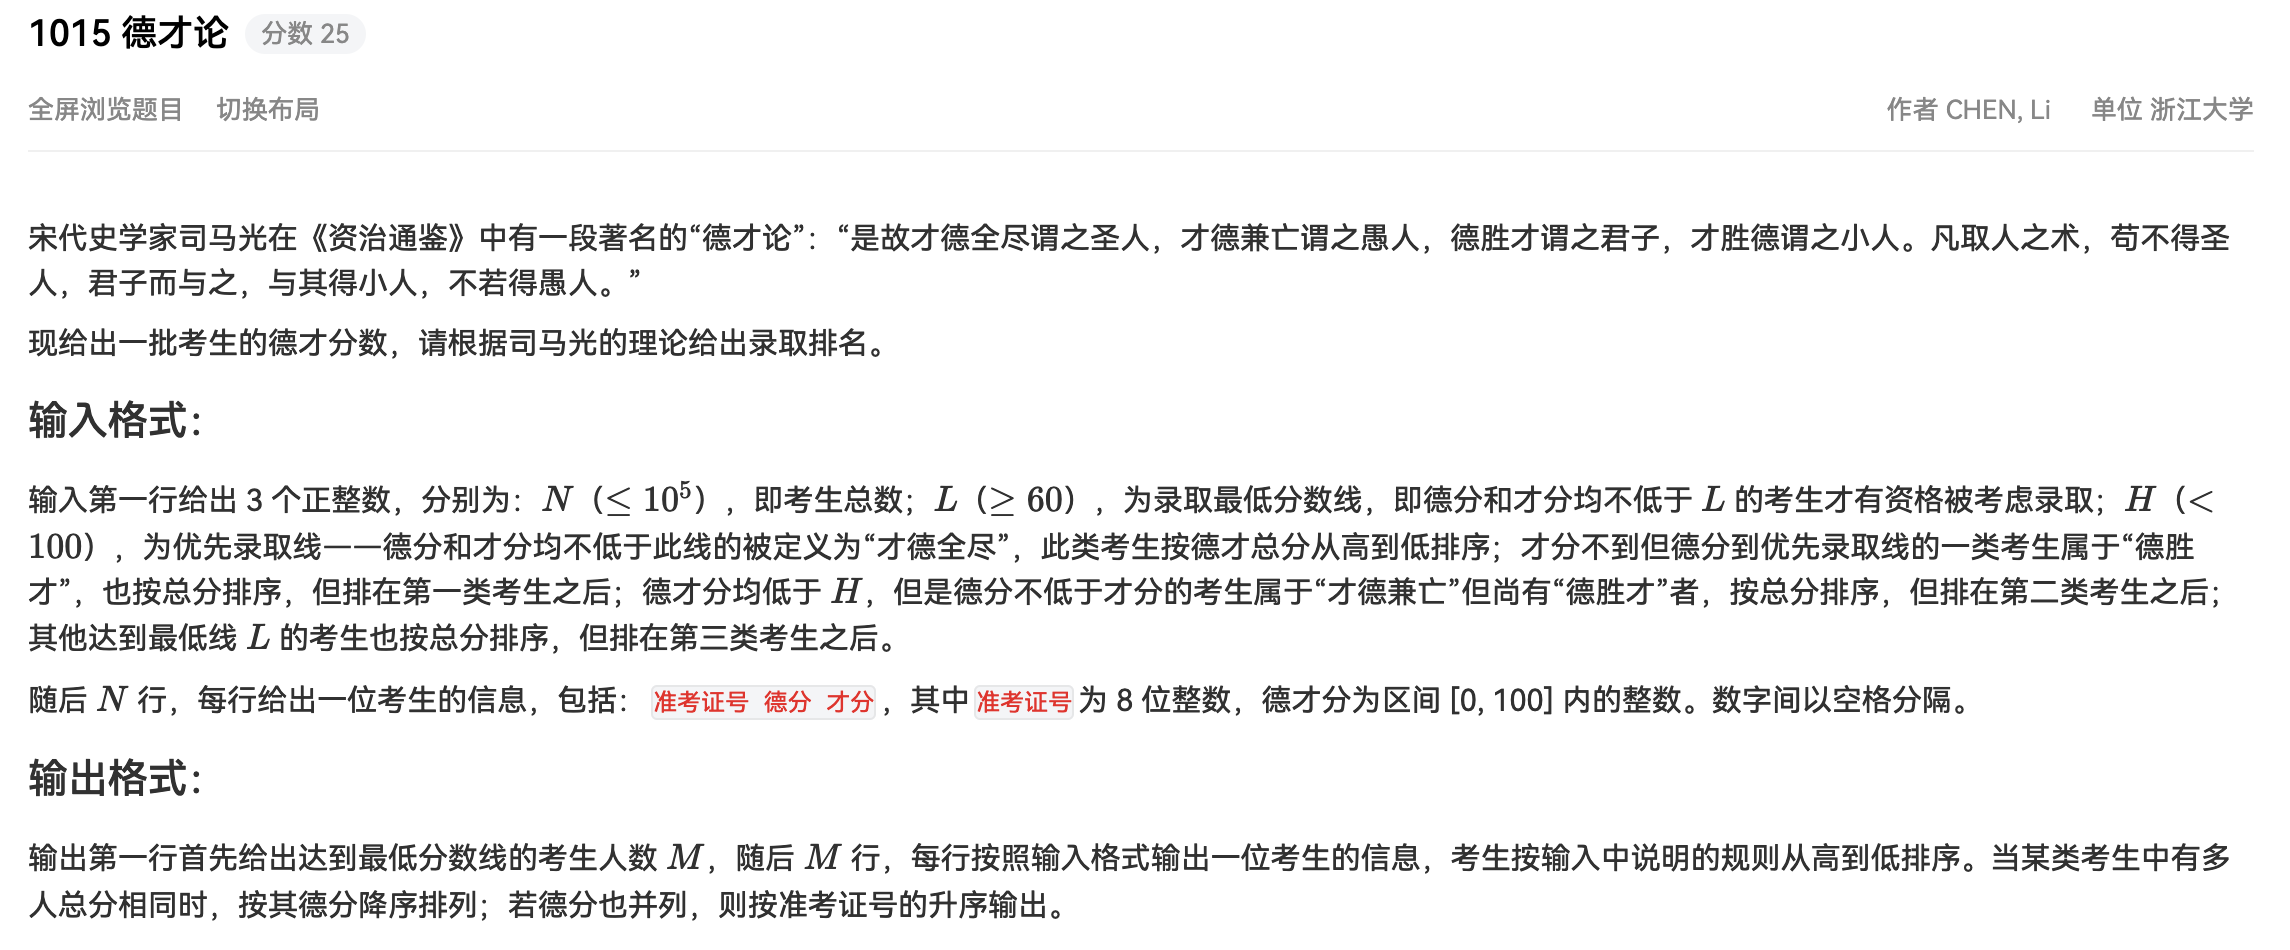 1015 德才论 分数 25
全屏浏览题目 切换布局 作者 CHEN, Li 单位 浙江大学
宋代史学家司马光在《资治通鉴》中有一段著名的“德才论”：“是故才德全尽谓之圣人，才德兼亡谓之愚人，德胜才谓之君子，才胜德谓之小人。凡取人之术，苟不得圣
人，君子而与之，与其得小人，不若得愚人。”
现给出一批考生的德才分数，请根据司马光的理论给出录取排名。
输入格式：
输入第一行给出 3 个正整数，分别为：N（≤ 10⁵），即考生总数；L（≥ 60），为录取最低分数线，即德分和才分均不低于 L 的考生才有资格被考虑录取；H（<
100），为优先录取线——德分和才分均不低于此线的被定义为“才德全尽”，此类考生按德才总分从高到低排序；才分不到但德分到优先录取线的一类考生属于“德胜
才”，也按总分排序，但排在第一类考生之后；德才分均低于 H，但是德分不低于才分的考生属于“才德兼亡”但尚有“德胜才”者，按总分排序，但排在第二类考生之后；
其他达到最低线 L 的考生也按总分排序，但排在第三类考生之后。
随后 N 行，每行给出一位考生的信息，包括：准考证号 德分 才分，其中准考证号为 8 位整数，德才分为区间 [0, 100] 内的整数。数字间以空格分隔。
输出格式：
输出第一行首先给出达到最低分数线的考生人数 M，随后 M 行，每行按照输入格式输出一位考生的信息，考生按输入中说明的规则从高到低排序。当某类考生中有多
人总分相同时，按其德分降序排列；若德分也并列，则按准考证号的升序输出。